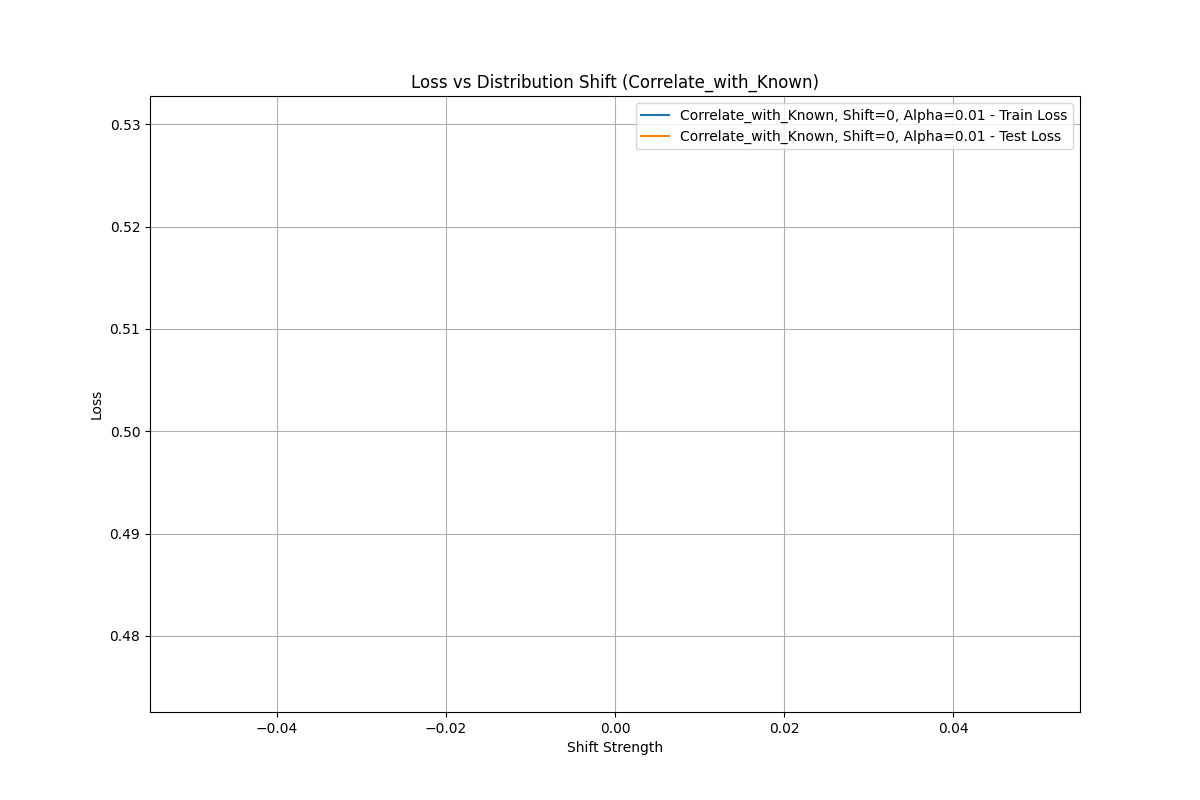 Loss vs Distribution Shift (Correlate_with_Known)
Correlate_with_Known, Shift=0, Alpha=0.01 - Train Loss
Correlate_with_Known, Shift=0, Alpha=0.01 - Test Loss
0.53
0.52
0.51
0.50
0.49
0.48
Loss
−0.04
−0.02
0.00
0.02
0.04
Shift Strength